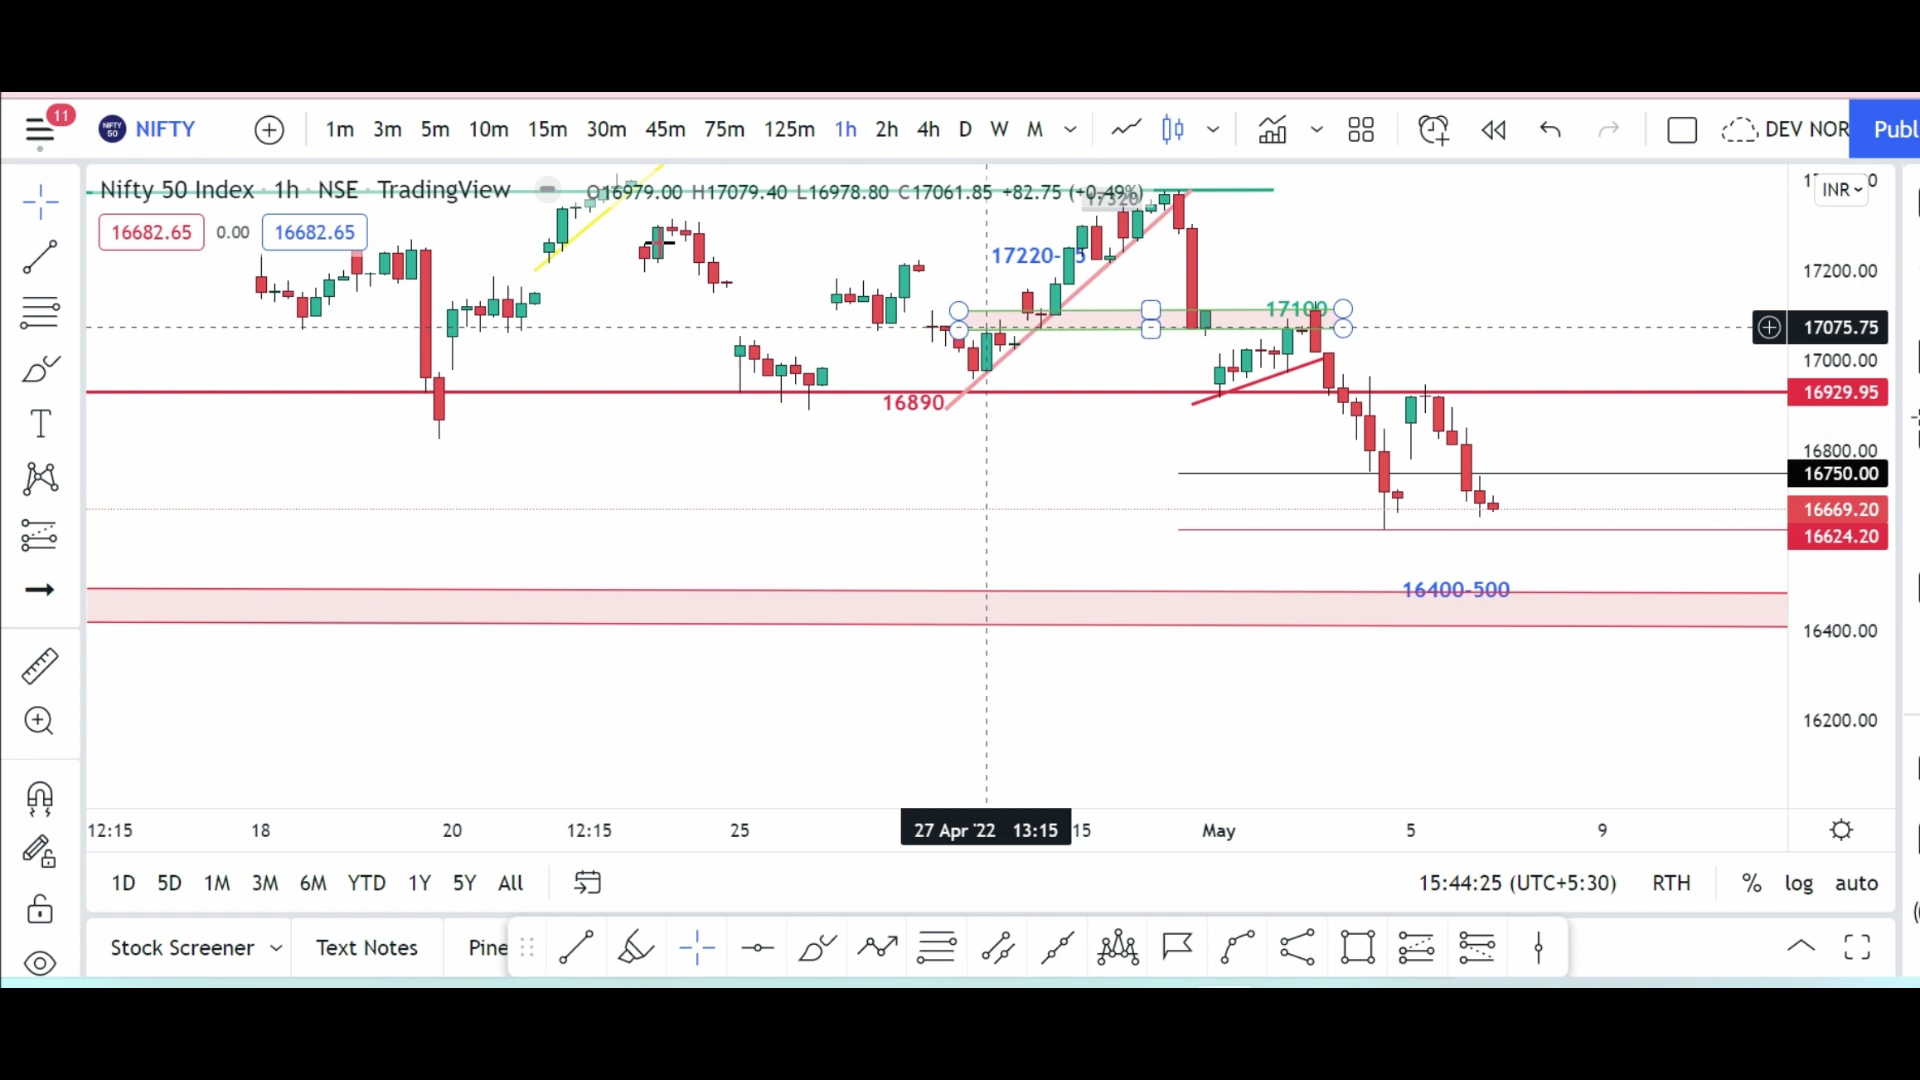 11
NIFTY 50
NIFTY
1m 3m 5m 10m 15m 30m 45m 75m 125m 1h 2h 4h D W M
DEV NOR
Publ
Nifty 50 Index · 1h · NSE · TradingView
O16979.00 H17079.40 L16978.80 C17061.85 +82.75 (+0.49%)
17320
INR
16682.65 0.00 16682.65
17220-
17200.00
17100
17075.75
17000.00
16929.95
16890
16800.00
16750.00
16669.20
16624.20
16400-500
16400.00
16200.00
12:15 18 20 12:15 25 27 Apr '22 13:15 15 May 5 9
1D 5D 1M 3M 6M YTD 1Y 5Y All
15:44:25 (UTC+5:30) RTH % log auto
Stock Screener Text Notes Pine